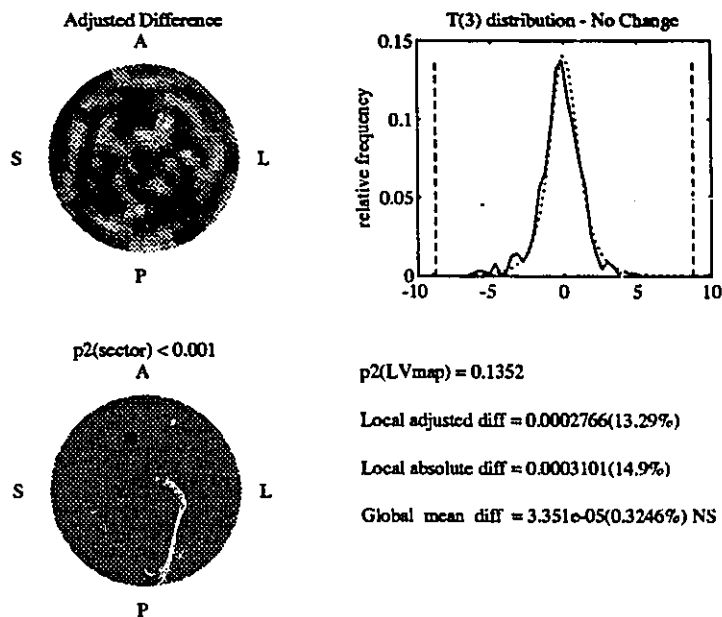 Adjusted Difference
A
S
L
P
T(3) distribution - No Change
relative frequency
0.15
0.1
0.05
0
-10
-5
0
5
10
p2(sector) < 0.001
A
S
L
P
p2(LVmap) = 0.1352
Local adjusted diff = 0.0002766(13.29%)
Local absolute diff = 0.0003101(14.9%)
Global mean diff = 3.351e-05(0.3246%) NS